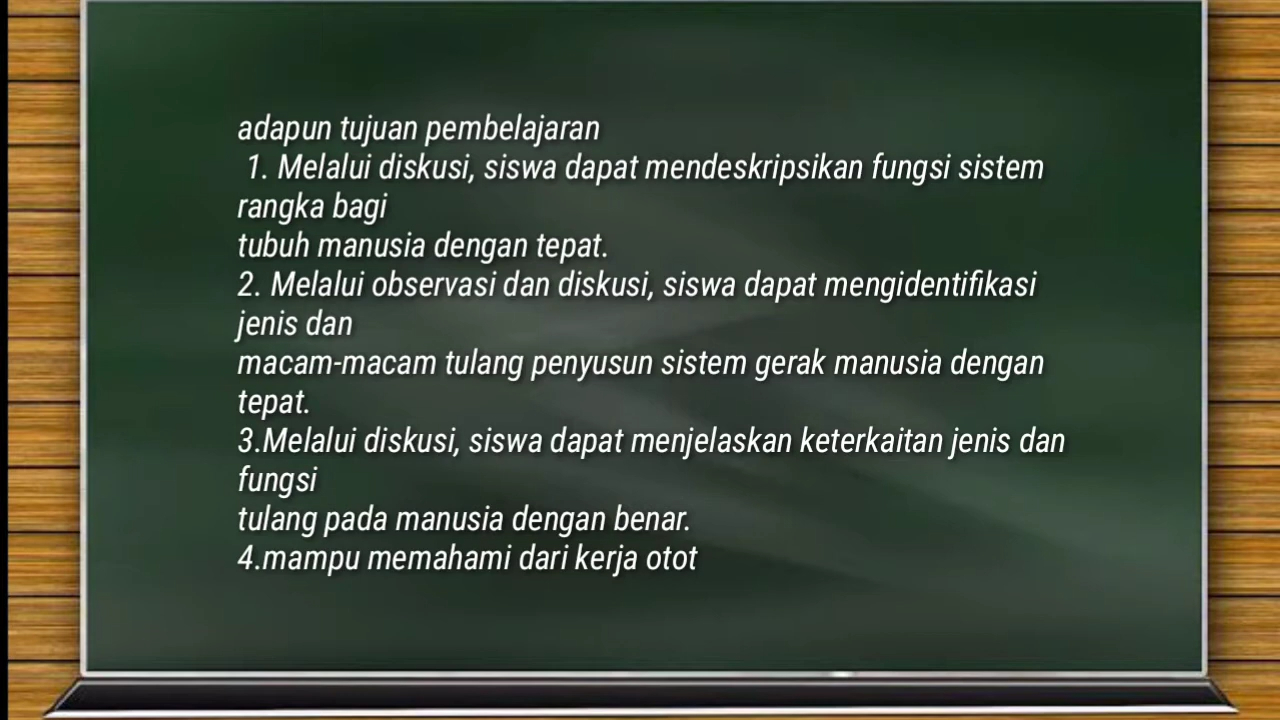 adapun tujuan pembelajaran
1. Melalui diskusi, siswa dapat mendeskripsikan fungsi sistem
rangka bagi
tubuh manusia dengan tepat.
2. Melalui observasi dan diskusi, siswa dapat mengidentifikasi
jenis dan
macam-macam tulang penyusun sistem gerak manusia dengan
tepat.
3.Melalui diskusi, siswa dapat menjelaskan keterkaitan jenis dan
fungsi
tulang pada manusia dengan benar.
4.mampu memahami dari kerja otot